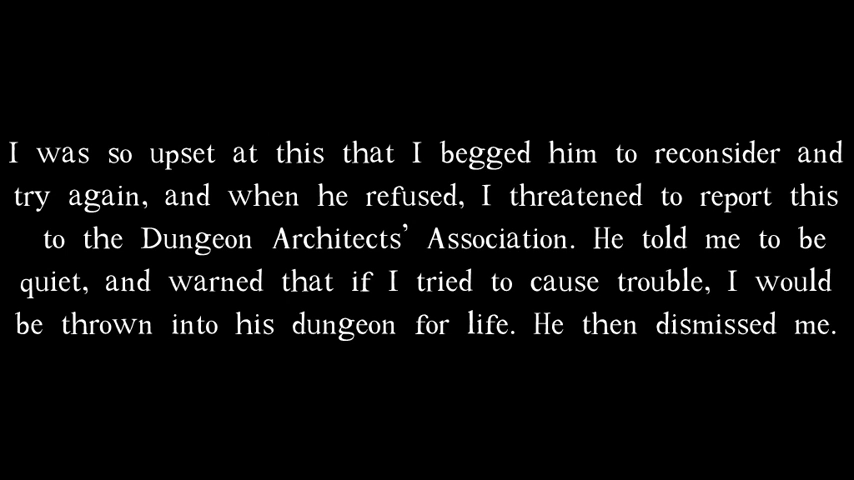 I was so upset at this that I begged him to reconsider and
try again, and when he refused, I threatened to report this
to the Dungeon Architects’ Association. He told me to be
quiet, and warned that if I tried to cause trouble, I would
be thrown into his dungeon for life. He then dismissed me.